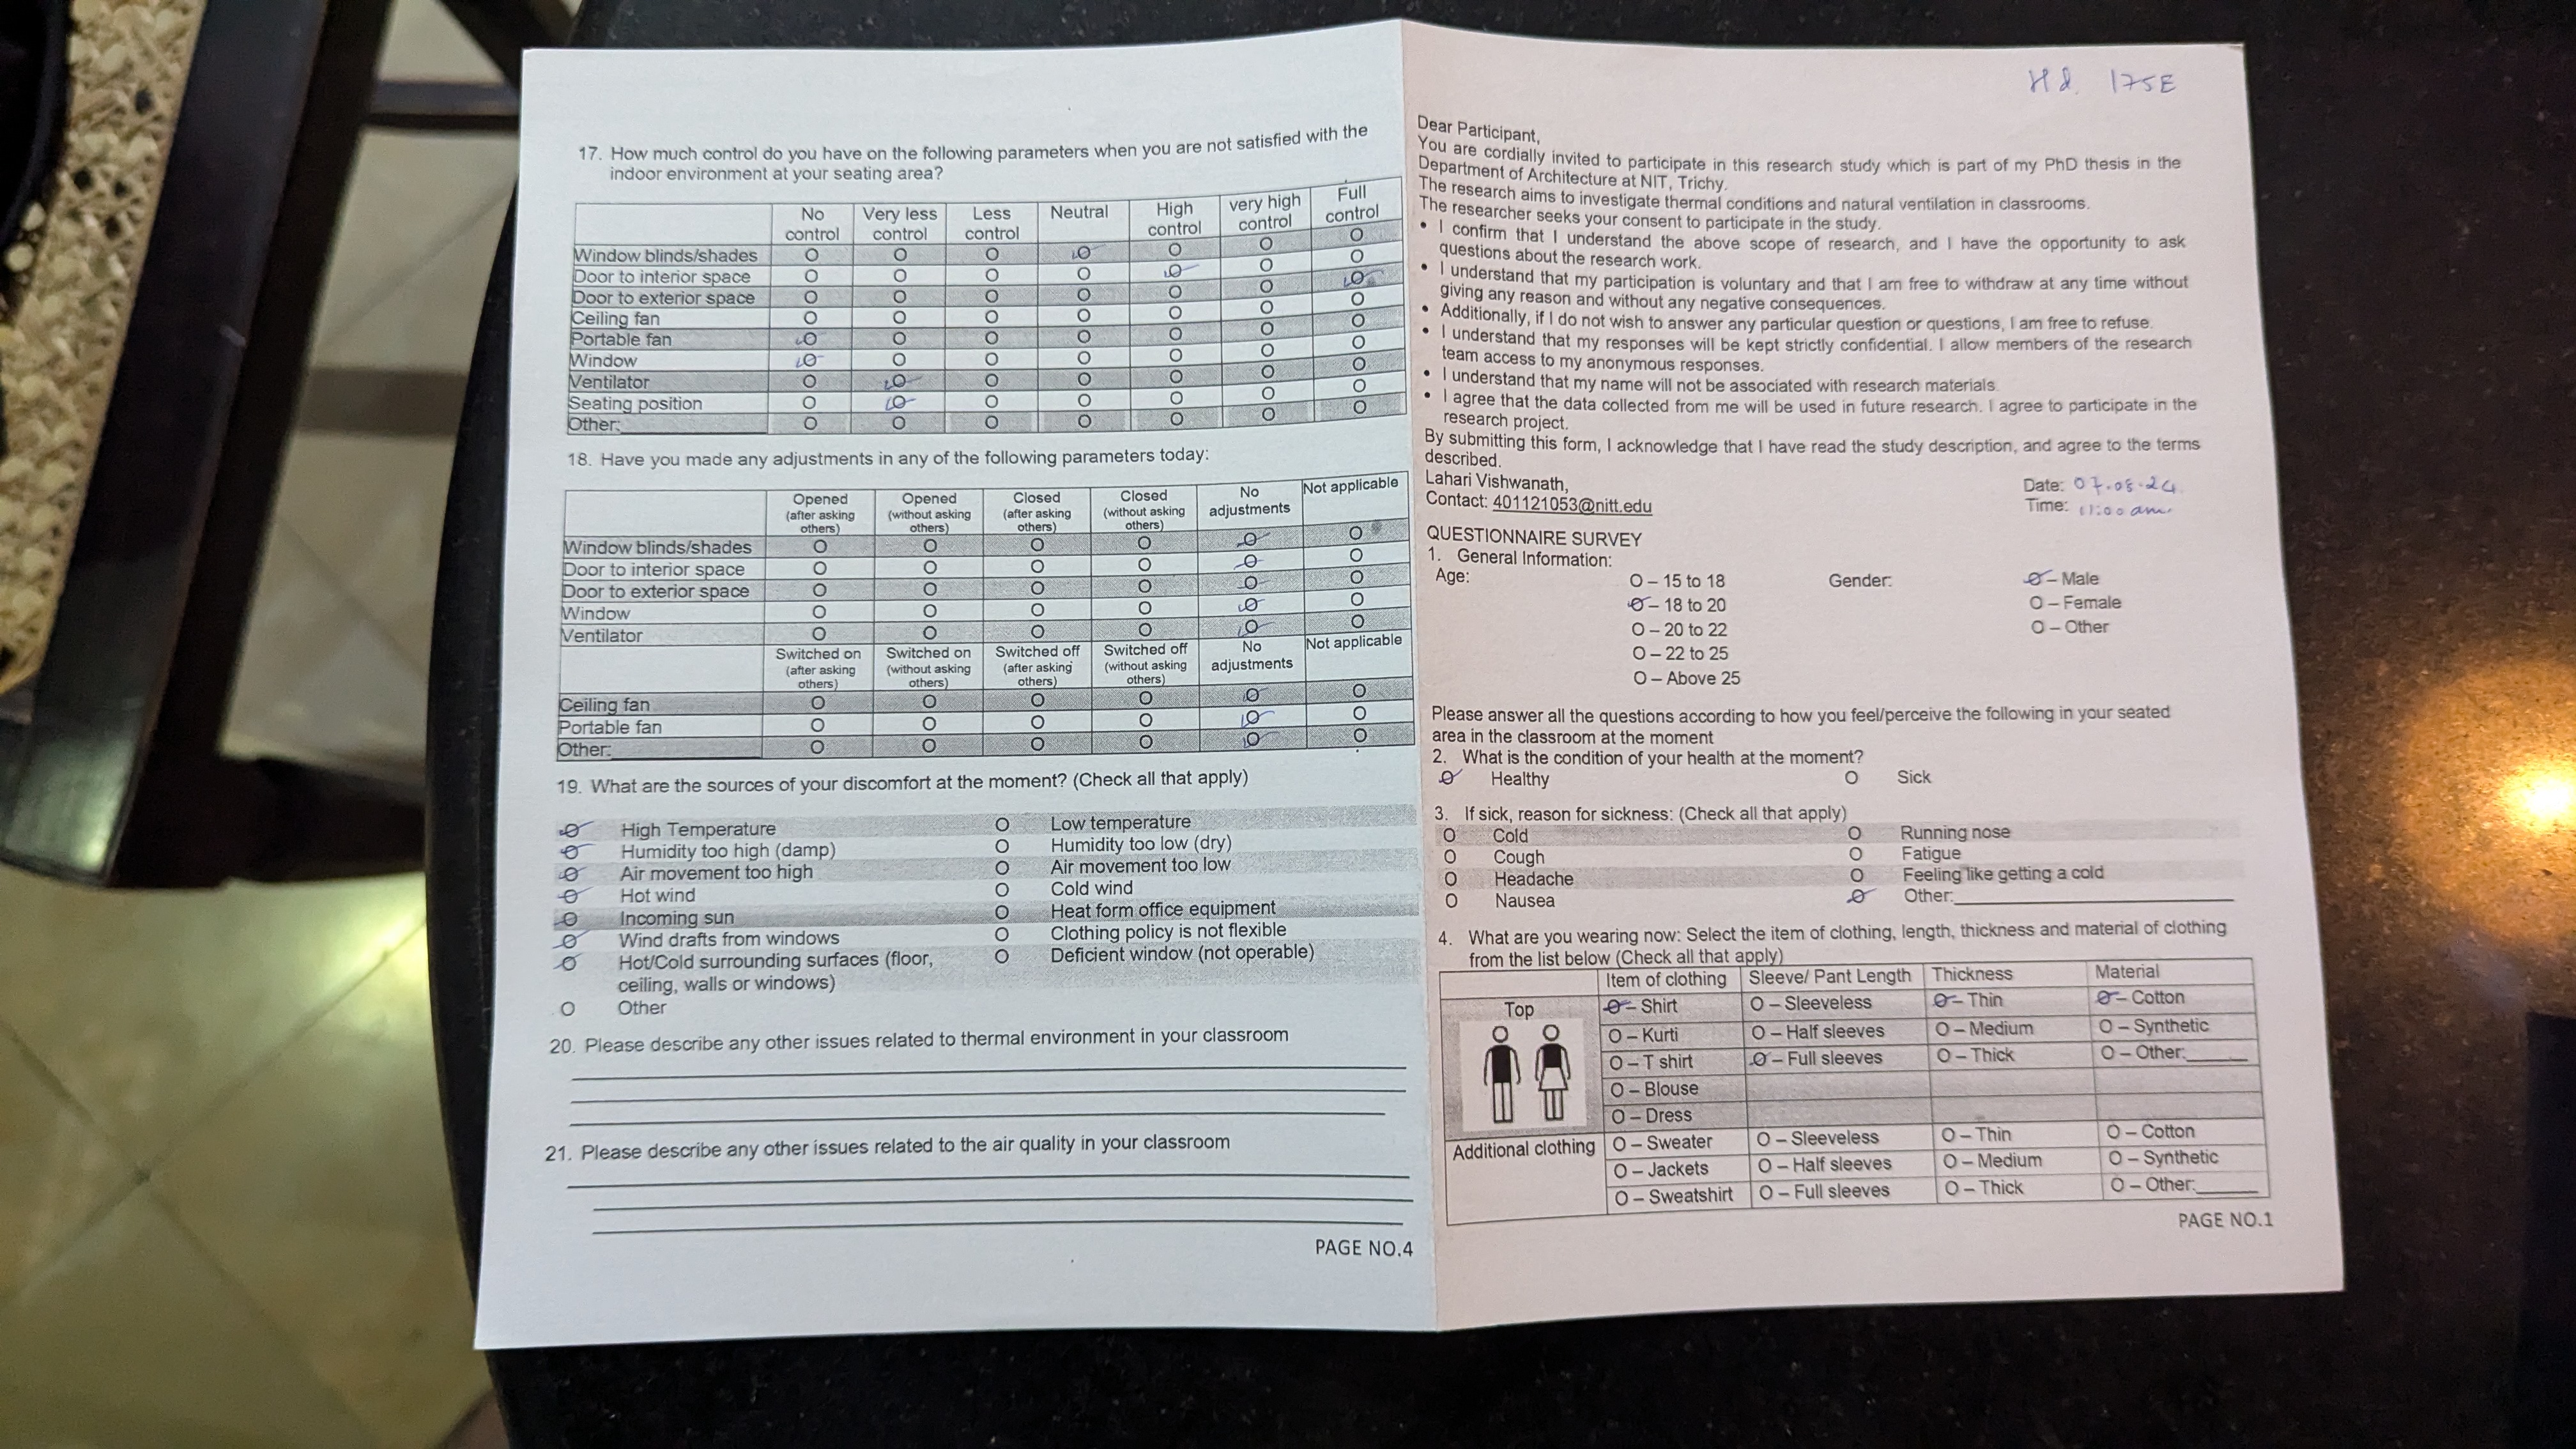 17. How much control do you have on the following parameters when you are not satisfied with the
indoor environment at your seating area?
No control Very less control Less control Neutral High control very high control Full control
Window blinds/shades O O O O O O O
Door to interior space O O O O O O O
Door to exterior space O O O O O O O
Ceiling fan O O O O O O O
Portable fan O O O O O O O
Window O O O O O O O
Ventilator O O O O O O O
Seating position O O O O O O O
Other:_______ O O O O O O O
18. Have you made any adjustments in any of the following parameters today:
Opened (after asking others) Opened (without asking others) Closed (after asking others) Closed (without asking others) No adjustments Not applicable
Window blinds/shades O O O O O O
Door to interior space O O O O O O
Door to exterior space O O O O O O
Window O O O O O O
Ventilator O O O O O O
Switched on (after asking others) Switched on (without asking others) Switched off (after asking others) Switched off (without asking others) No adjustments Not applicable
Ceiling fan O O O O O O
Portable fan O O O O O O
Other:_______ O O O O O O
19. What are the sources of your discomfort at the moment? (Check all that apply)
O High Temperature O Low temperature
O Humidity too high (damp) O Humidity too low (dry)
O Air movement too high O Air movement too low
O Hot wind O Cold wind
O Incoming sun O Heat form office equipment
O Wind drafts from windows O Clothing policy is not flexible
O Hot/Cold surrounding surfaces (floor, O Deficient window (not operable)
ceiling, walls or windows)
O Other
20. Please describe any other issues related to thermal environment in your classroom
21. Please describe any other issues related to the air quality in your classroom
PAGE NO.4
175E
Dear Participant,
You are cordially invited to participate in this research study which is part of my PhD thesis in the
Department of Architecture at NIT, Trichy.
The research aims to investigate thermal conditions and natural ventilation in classrooms.
The researcher seeks your consent to participate in the study.
• I confirm that I understand the above scope of research, and I have the opportunity to ask
questions about the research work.
• I understand that my participation is voluntary and that I am free to withdraw at any time without
giving any reason and without any negative consequences.
• Additionally, if I do not wish to answer any particular question or questions, I am free to refuse.
• I understand that my responses will be kept strictly confidential. I allow members of the research
team access to my anonymous responses.
• I understand that my name will not be associated with research materials.
• I agree that the data collected from me will be used in future research. I agree to participate in the
research project.
By submitting this form, I acknowledge that I have read the study description, and agree to the terms
described.
Lahari Vishwanath,
Contact: 401121053@nitt.edu
Date: 07.08.24
Time: 11:00 am.
QUESTIONNAIRE SURVEY
1. General Information:
Age: O – 15 to 18 Gender: O – Male
O – 18 to 20 O – Female
O – 20 to 22 O – Other
O – 22 to 25
O – Above 25
Please answer all the questions according to how you feel/perceive the following in your seated
area in the classroom at the moment
2. What is the condition of your health at the moment?
O Healthy O Sick
3. If sick, reason for sickness: (Check all that apply)
O Cold O Running nose
O Cough O Fatigue
O Headache O Feeling like getting a cold
O Nausea O Other:_______
4. What are you wearing now: Select the item of clothing, length, thickness and material of clothing
from the list below (Check all that apply)
Item of clothing Sleeve/ Pant Length Thickness Material
Top O – Shirt O – Sleeveless O – Thin O – Cotton
O – Kurti O – Half sleeves O – Medium O – Synthetic
O – T shirt O – Full sleeves O – Thick O – Other:_____
O – Blouse
O – Dress
Additional clothing O – Sweater O – Sleeveless O – Thin O – Cotton
O – Jackets O – Half sleeves O – Medium O – Synthetic
O – Sweatshirt O – Full sleeves O – Thick O – Other:_____
PAGE NO.1